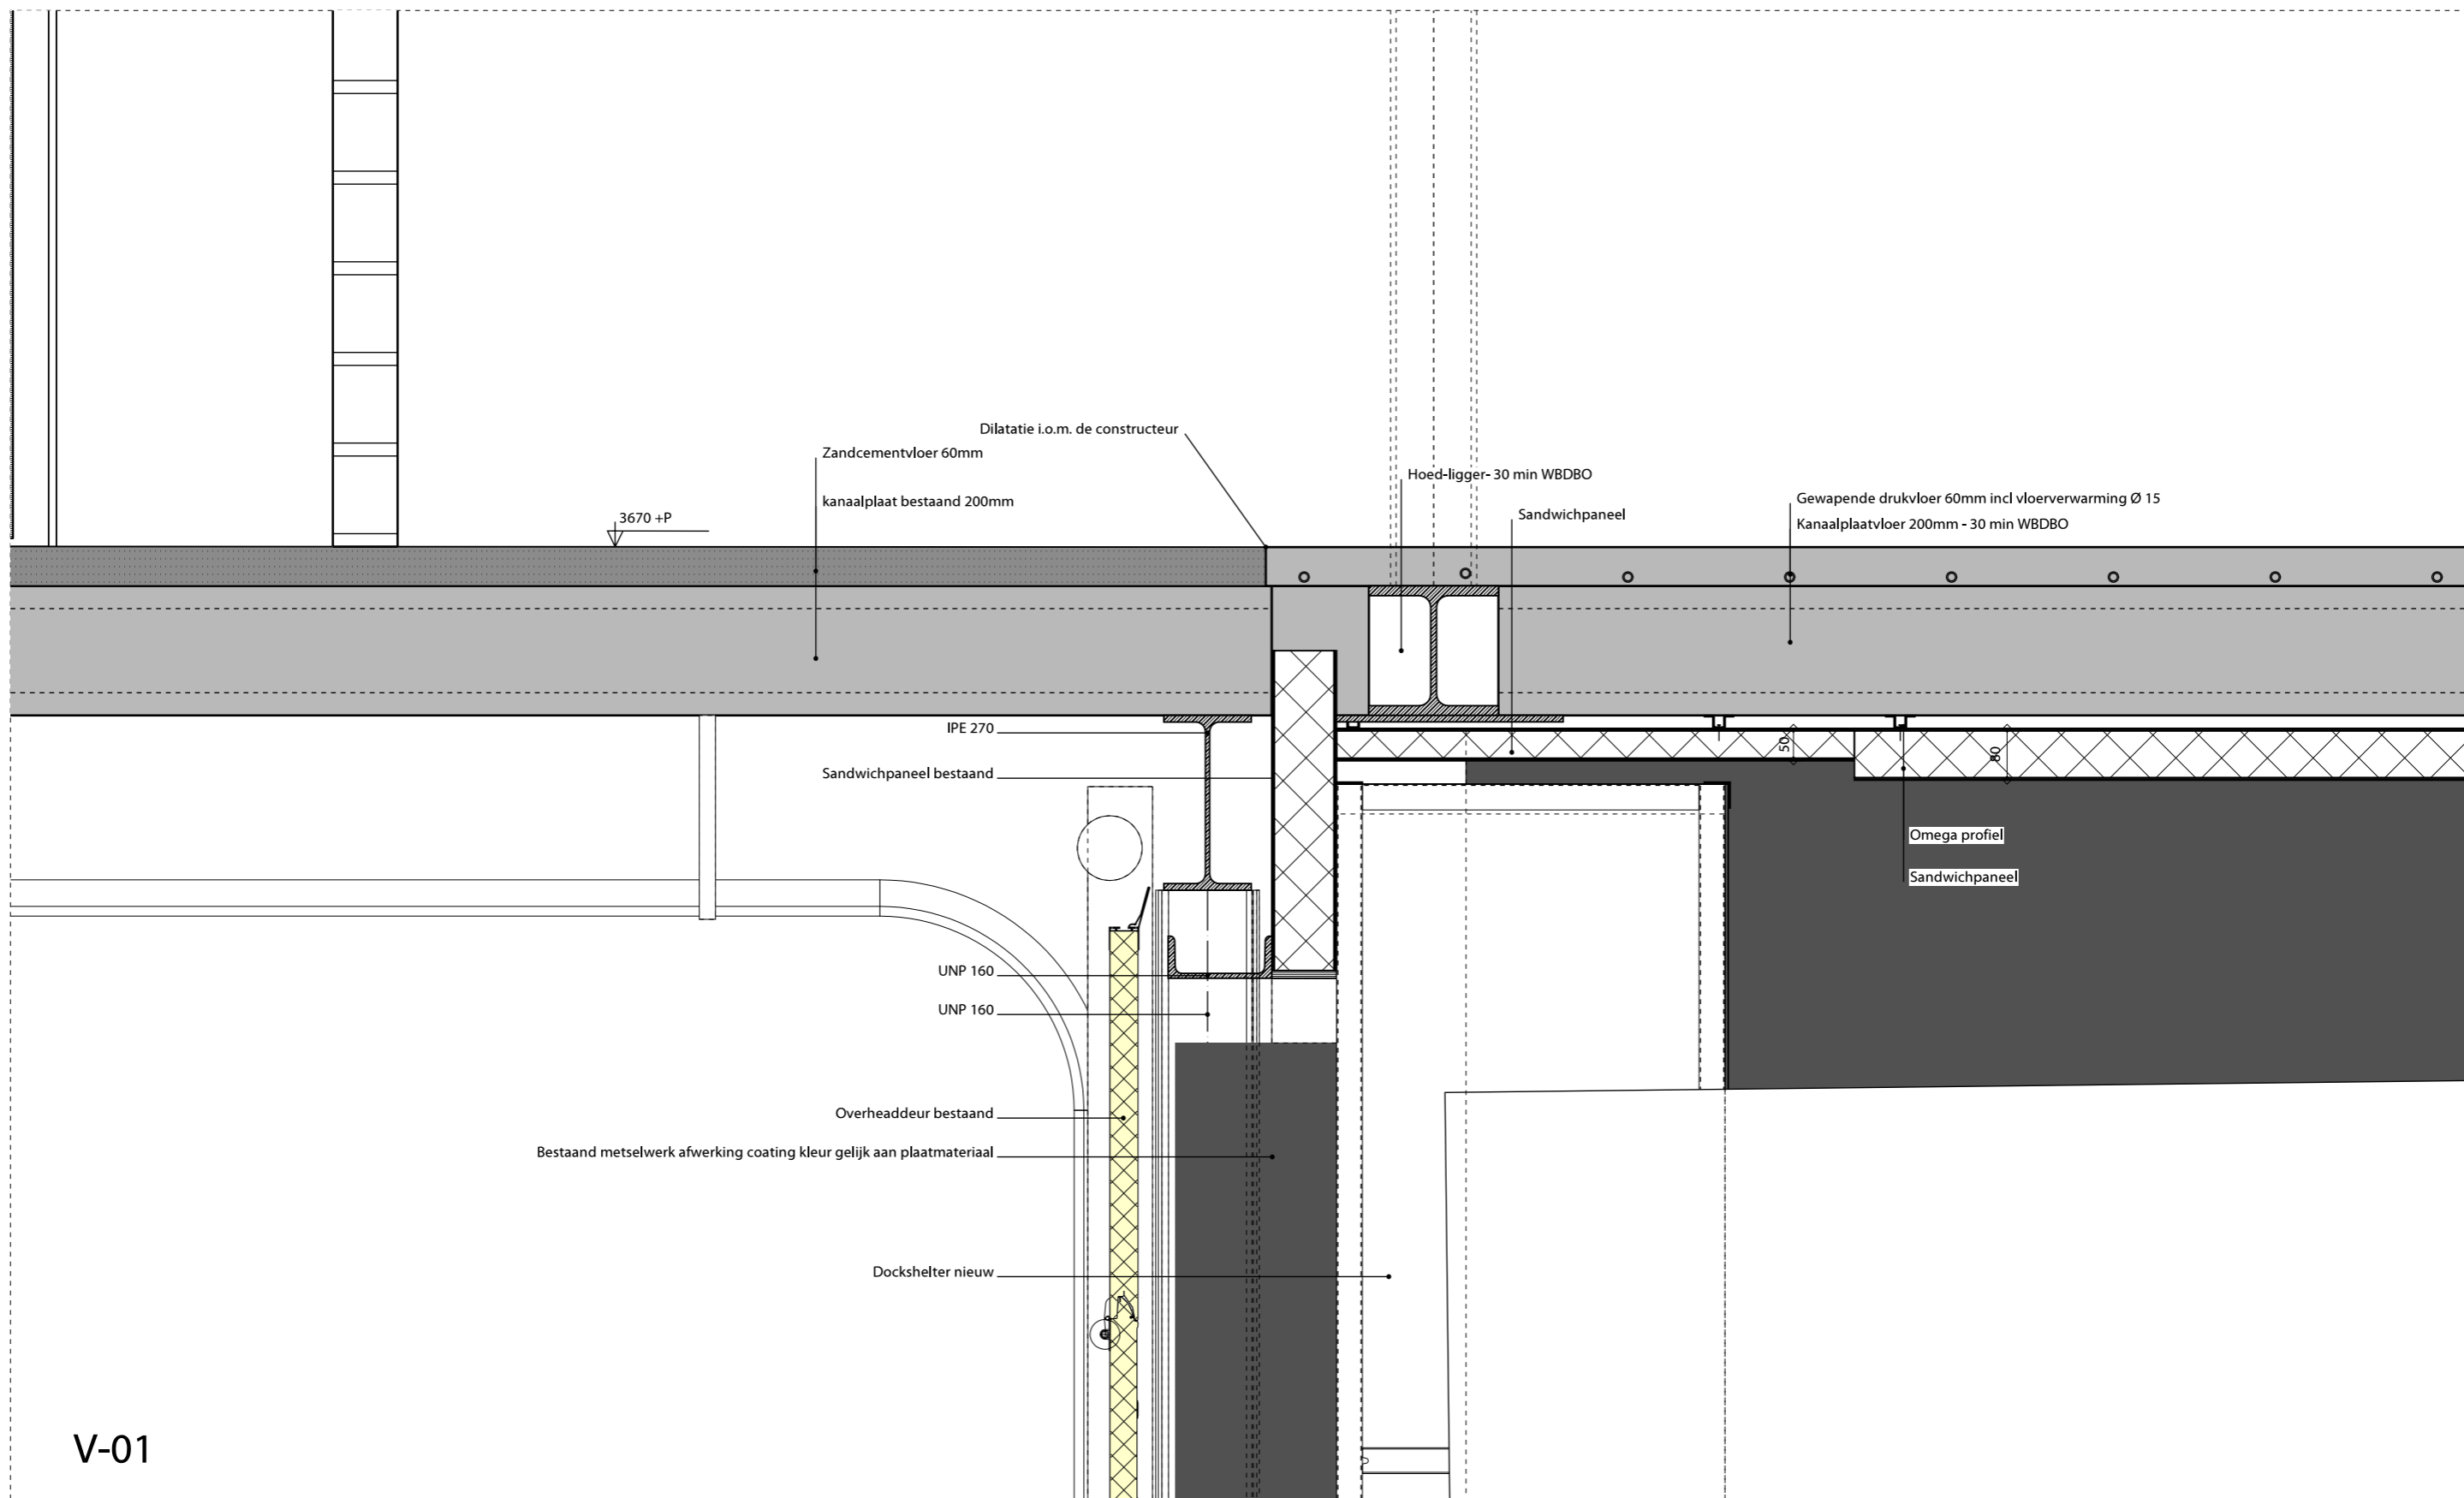 Dilatatie i.o.m. de constructeur
Zandcementvloer 60mm
kanaalplaat bestaand 200mm
3670 +P
Hoed-ligger- 30 min WBDBO
Sandwichpaneel
Gewapende drukvloer 60mm incl vloerverwarming Ø 15
Kanaalplaatvloer 200mm - 30 min WBDBO
IPE 270
Sandwichpaneel bestaand
50
80
Omega profiel
Sandwichpaneel
UNP 160
UNP 160
Overheaddeur bestaand
Bestaand metselwerk afwerking coating kleur gelijk aan plaatmateriaal
Dockshelter nieuw
V-01